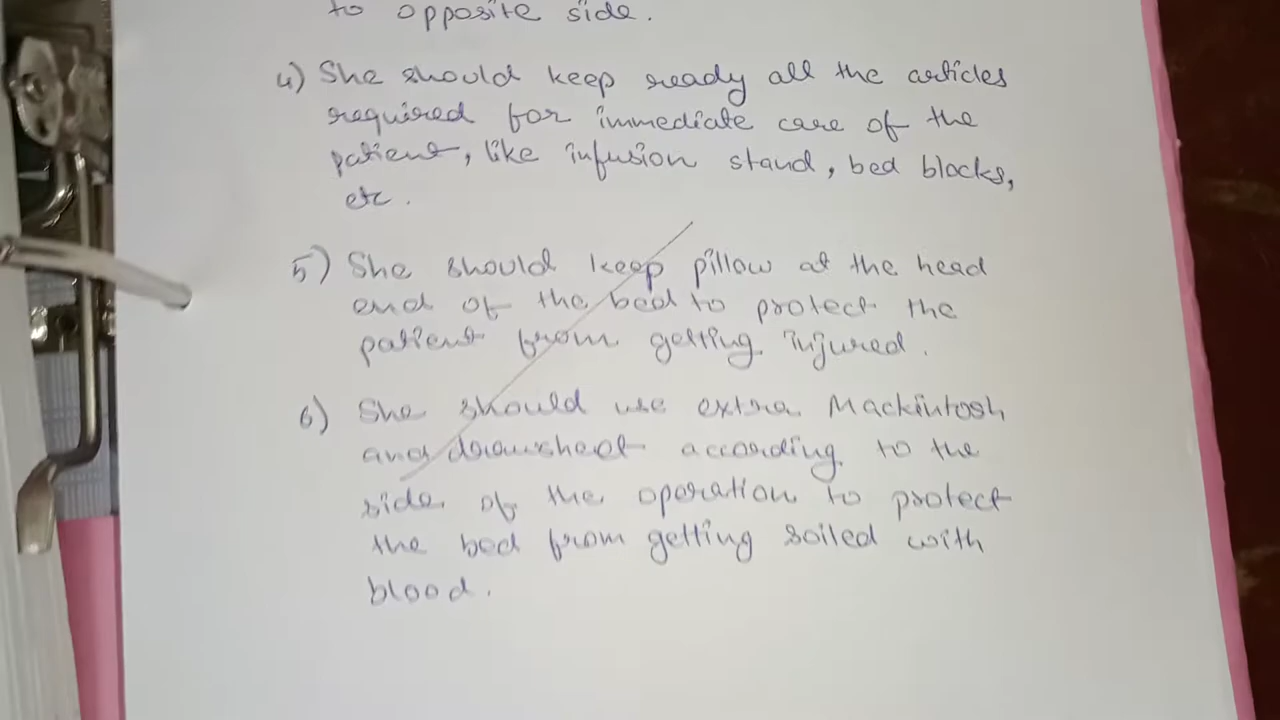 to opposite side.
4) She should keep ready all the articles
required for immediate care of the
patient, like infusion stand, bed blocks,
etc.
5) She should keep pillow at the head
end of the bed to protect the
patient from getting injured.
6) She should use extra Mackintosh
and drawsheet according to the
side of the operation to protect
the bed from getting soiled with
blood.